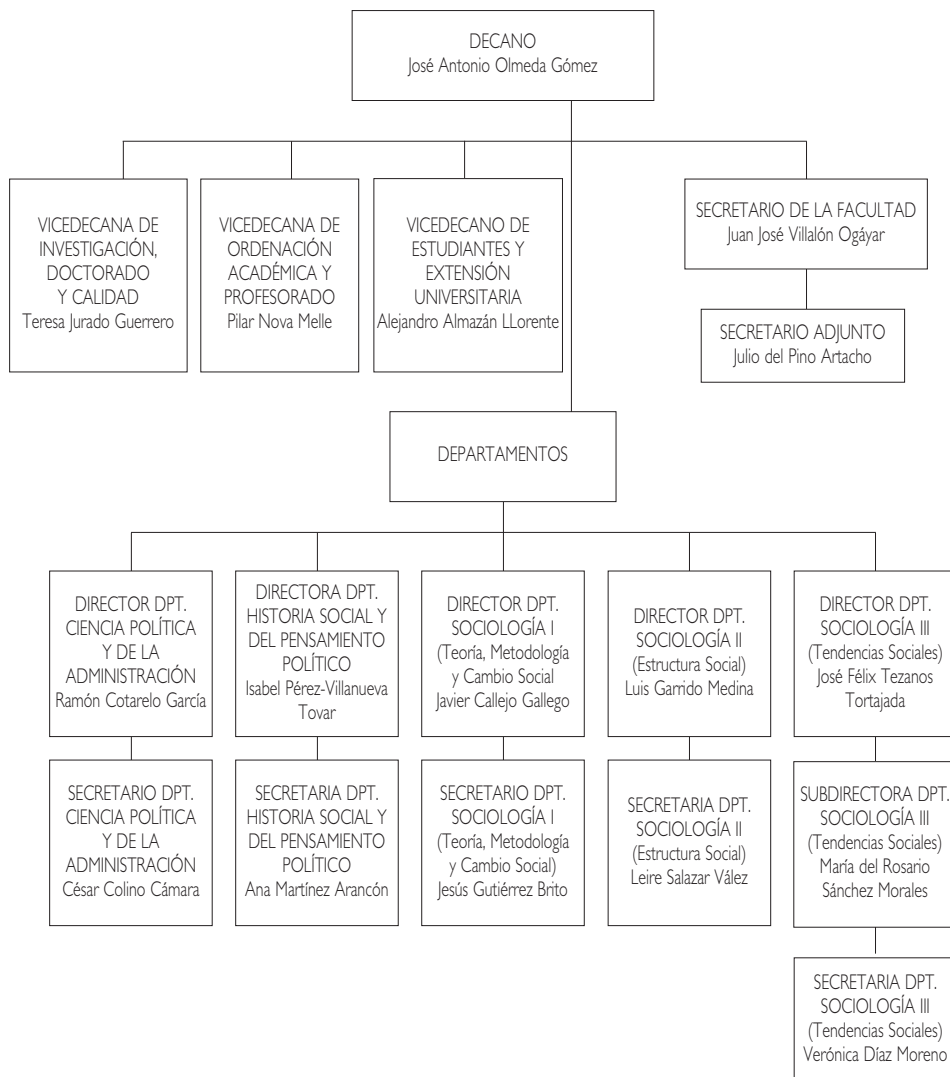 DECANO
José Antonio Olmeda Gómez
VICEDECANA DE
INVESTIGACIÓN,
DOCTORADO
Y CALIDAD
Teresa Jurado Guerrero
VICEDECANA DE
ORDENACIÓN
ACADÉMICA Y
PROFESORADO
Pilar Nova Melle
VICEDECANO DE
ESTUDIANTES Y
EXTENSIÓN
UNIVERSITARIA
Alejandro Almazán LLorente
SECRETARIO DE LA FACULTAD
Juan José Villalón Ogáyar
SECRETARIO ADJUNTO
Julio del Pino Artacho
DEPARTAMENTOS
DIRECTOR DPT.
CIENCIA POLÍTICA
Y DE LA
ADMINISTRACIÓN
Ramón Cotarelo García
DIRECTORA DPT.
HISTORIA SOCIAL Y
DEL PENSAMIENTO
POLÍTICO
Isabel Pérez-Villanueva
Tovar
DIRECTOR DPT.
SOCIOLOGÍA I
(Teoría, Metodología
y Cambio Social
Javier Callejo Gallego
DIRECTOR DPT.
SOCIOLOGÍA II
(Estructura Social)
Luis Garrido Medina
DIRECTOR DPT.
SOCIOLOGÍA III
(Tendencias Sociales)
José Félix Tezanos
Tortajada
SECRETARIO DPT.
CIENCIA POLÍTICA
Y DE LA
ADMINISTRACIÓN
César Colino Cámara
SECRETARIA DPT.
HISTORIA SOCIAL Y
DEL PENSAMIENTO
POLÍTICO
Ana Martínez Arancón
SECRETARIO DPT.
SOCIOLOGÍA I
(Teoría, Metodología
y Cambio Social)
Jesús Gutiérrez Brito
SECRETARIA DPT.
SOCIOLOGÍA II
(Estructura Social)
Leire Salazar Vález
SUBDIRECTORA DPT.
SOCIOLOGÍA III
(Tendencias Sociales)
María del Rosario
Sánchez Morales
SECRETARIA DPT.
SOCIOLOGÍA III
(Tendencias Sociales)
Verónica Díaz Moreno